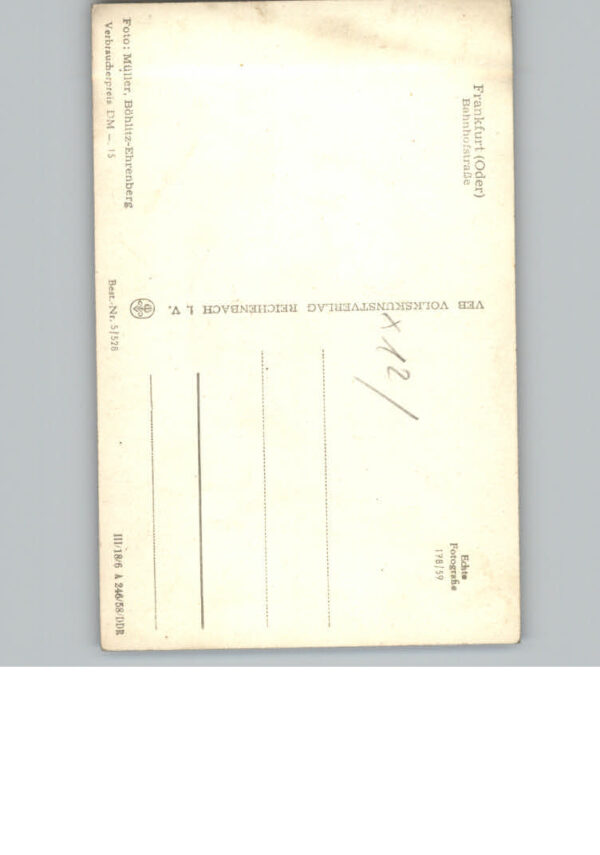 Frankfurt (Oder)
Bahnhofstraße
Foto: Müller, Böhlitz-Ehrenberg
Verbraucherpreis DM —.15
VEB VOLKSKUNSTVERLAG REICHENBACH i. V.
Best.-Nr. 5/528
x 12/
Echte
Fotografie
178/59
III/18/6 A 246/58/DDR